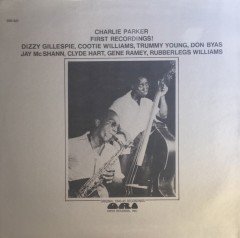 CHARLIE PARKER
FIRST RECORDINGS!
DIZZY GILLESPIE, COOTIE WILLIAMS, TRUMMY YOUNG, DON BYAS
JAY McSHANN, CLYDE HART, GENE RAMEY, RUBBERLEGS WILLIAMS